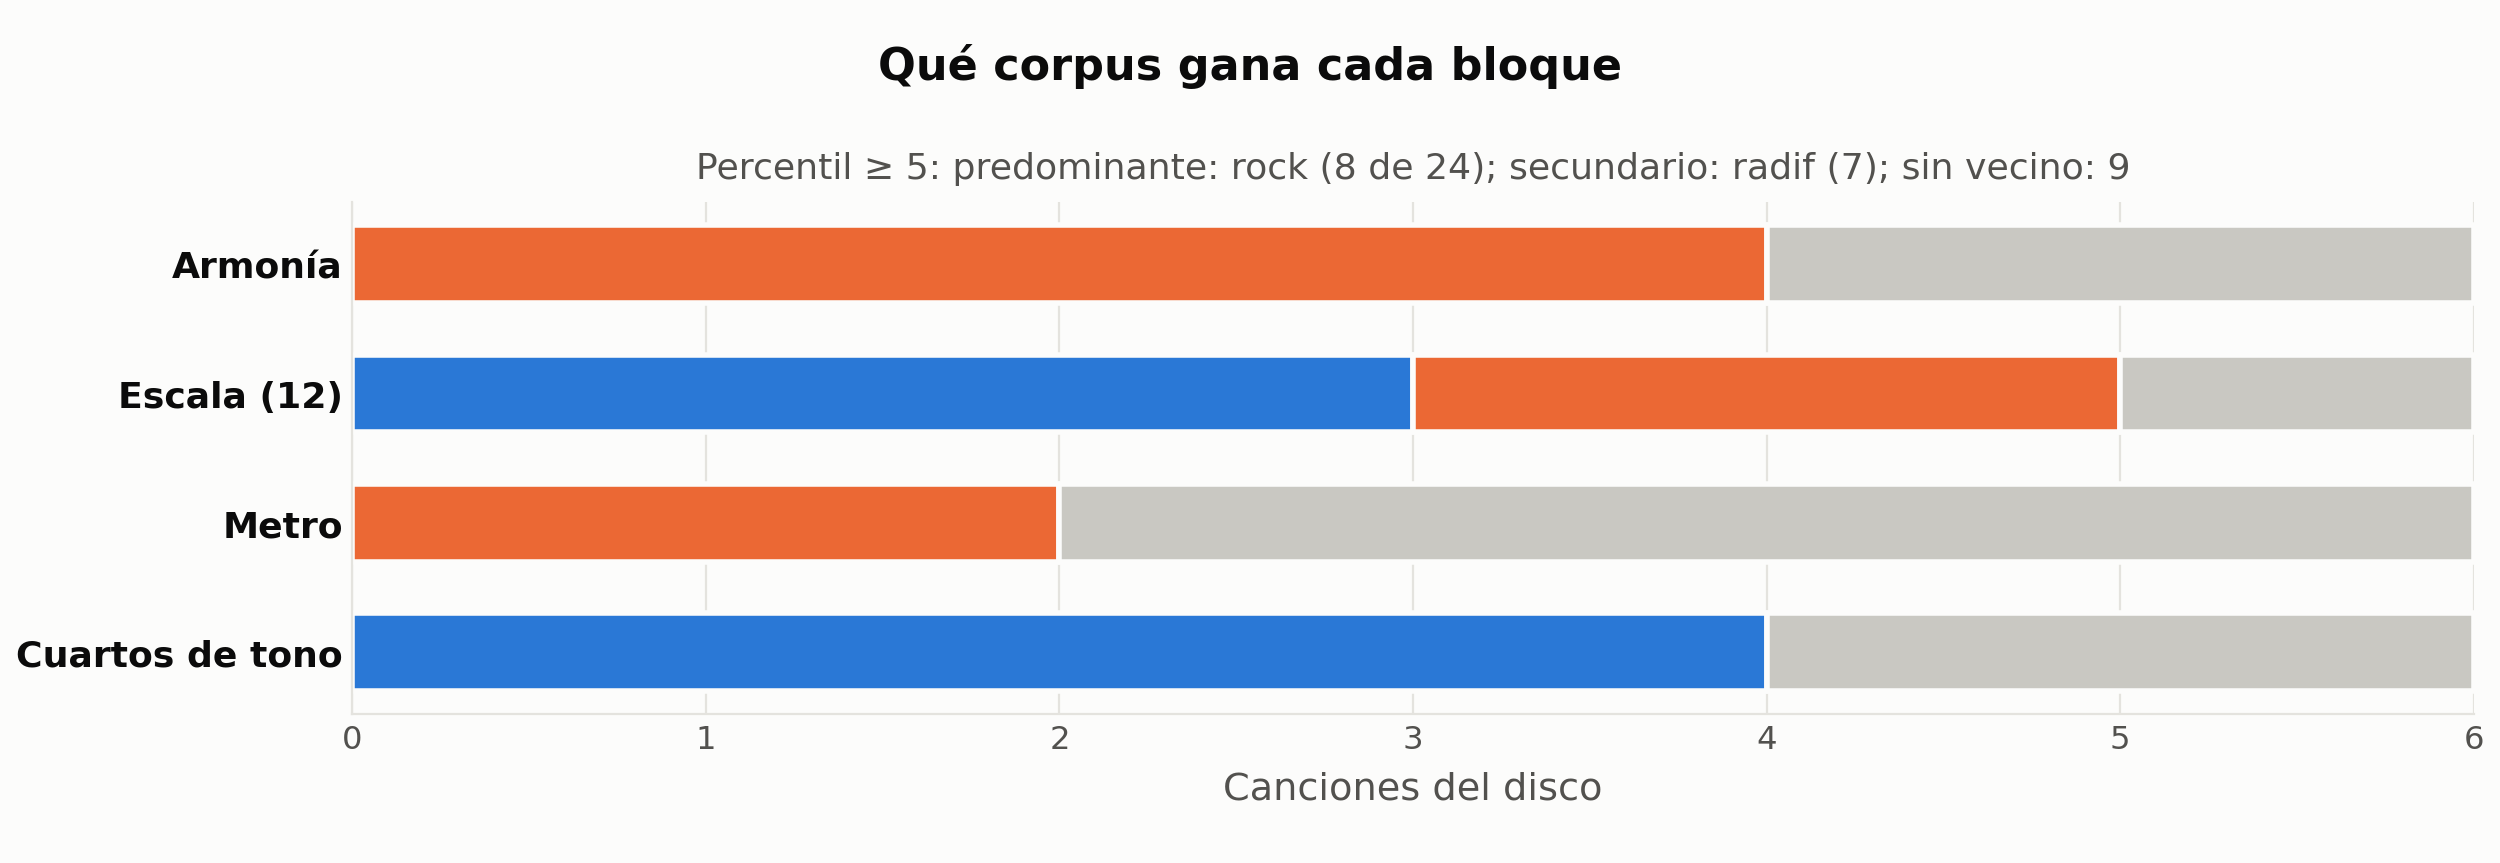 Qué corpus gana cada bloque
Percentil ≥ 5: predominante: rock (8 de 24); secundario: radif (7); sin vecino: 9
Armonía
Escala (12)
Metro
Cuartos de tono
0 1 2 3 4 5 6
Canciones del disco